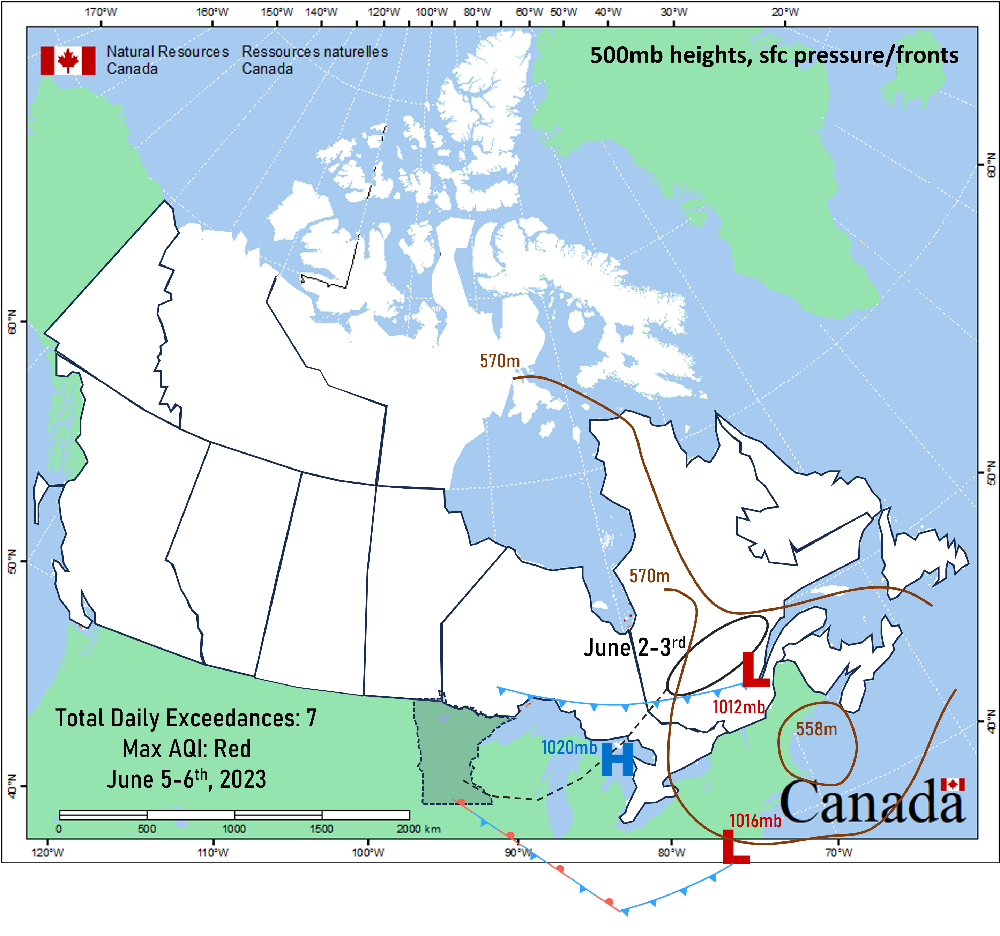 170°W 160°W 150°W 140°W 120°W 100°W 80°W 60°W 50°W 40°W 30°W 20°W
Natural Resources Ressources naturelles
Canada Canada
500mb heights, sfc pressure/fronts
60°N
60°N
570m
50°N
50°N
570m
June 2-3rd
1012mb
558m
1020mb
H
L
40°N
40°N
Total Daily Exceedances: 7
Max AQI: Red
June 5-6th, 2023
Canada
1016mb
L
0 500 1000 1500 2000 km
120°W 110°W 100°W 90°W 80°W 70°W